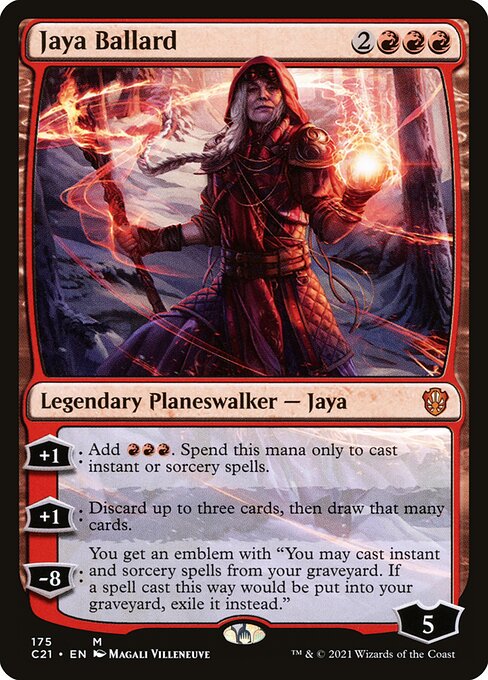 Jaya Ballard 2
Legendary Planeswalker — Jaya
+1 : Add . Spend this mana only to cast
instant or sorcery spells.
+1 : Discard up to three cards, then draw that many
cards.
You get an emblem with “You may cast instant
and sorcery spells from your graveyard. If
-8 : a spell cast this way would be put into your
graveyard, exile it instead.”
5
175 M
C21 • EN Magali Villeneuve ™ & © 2021 Wizards of the Coast